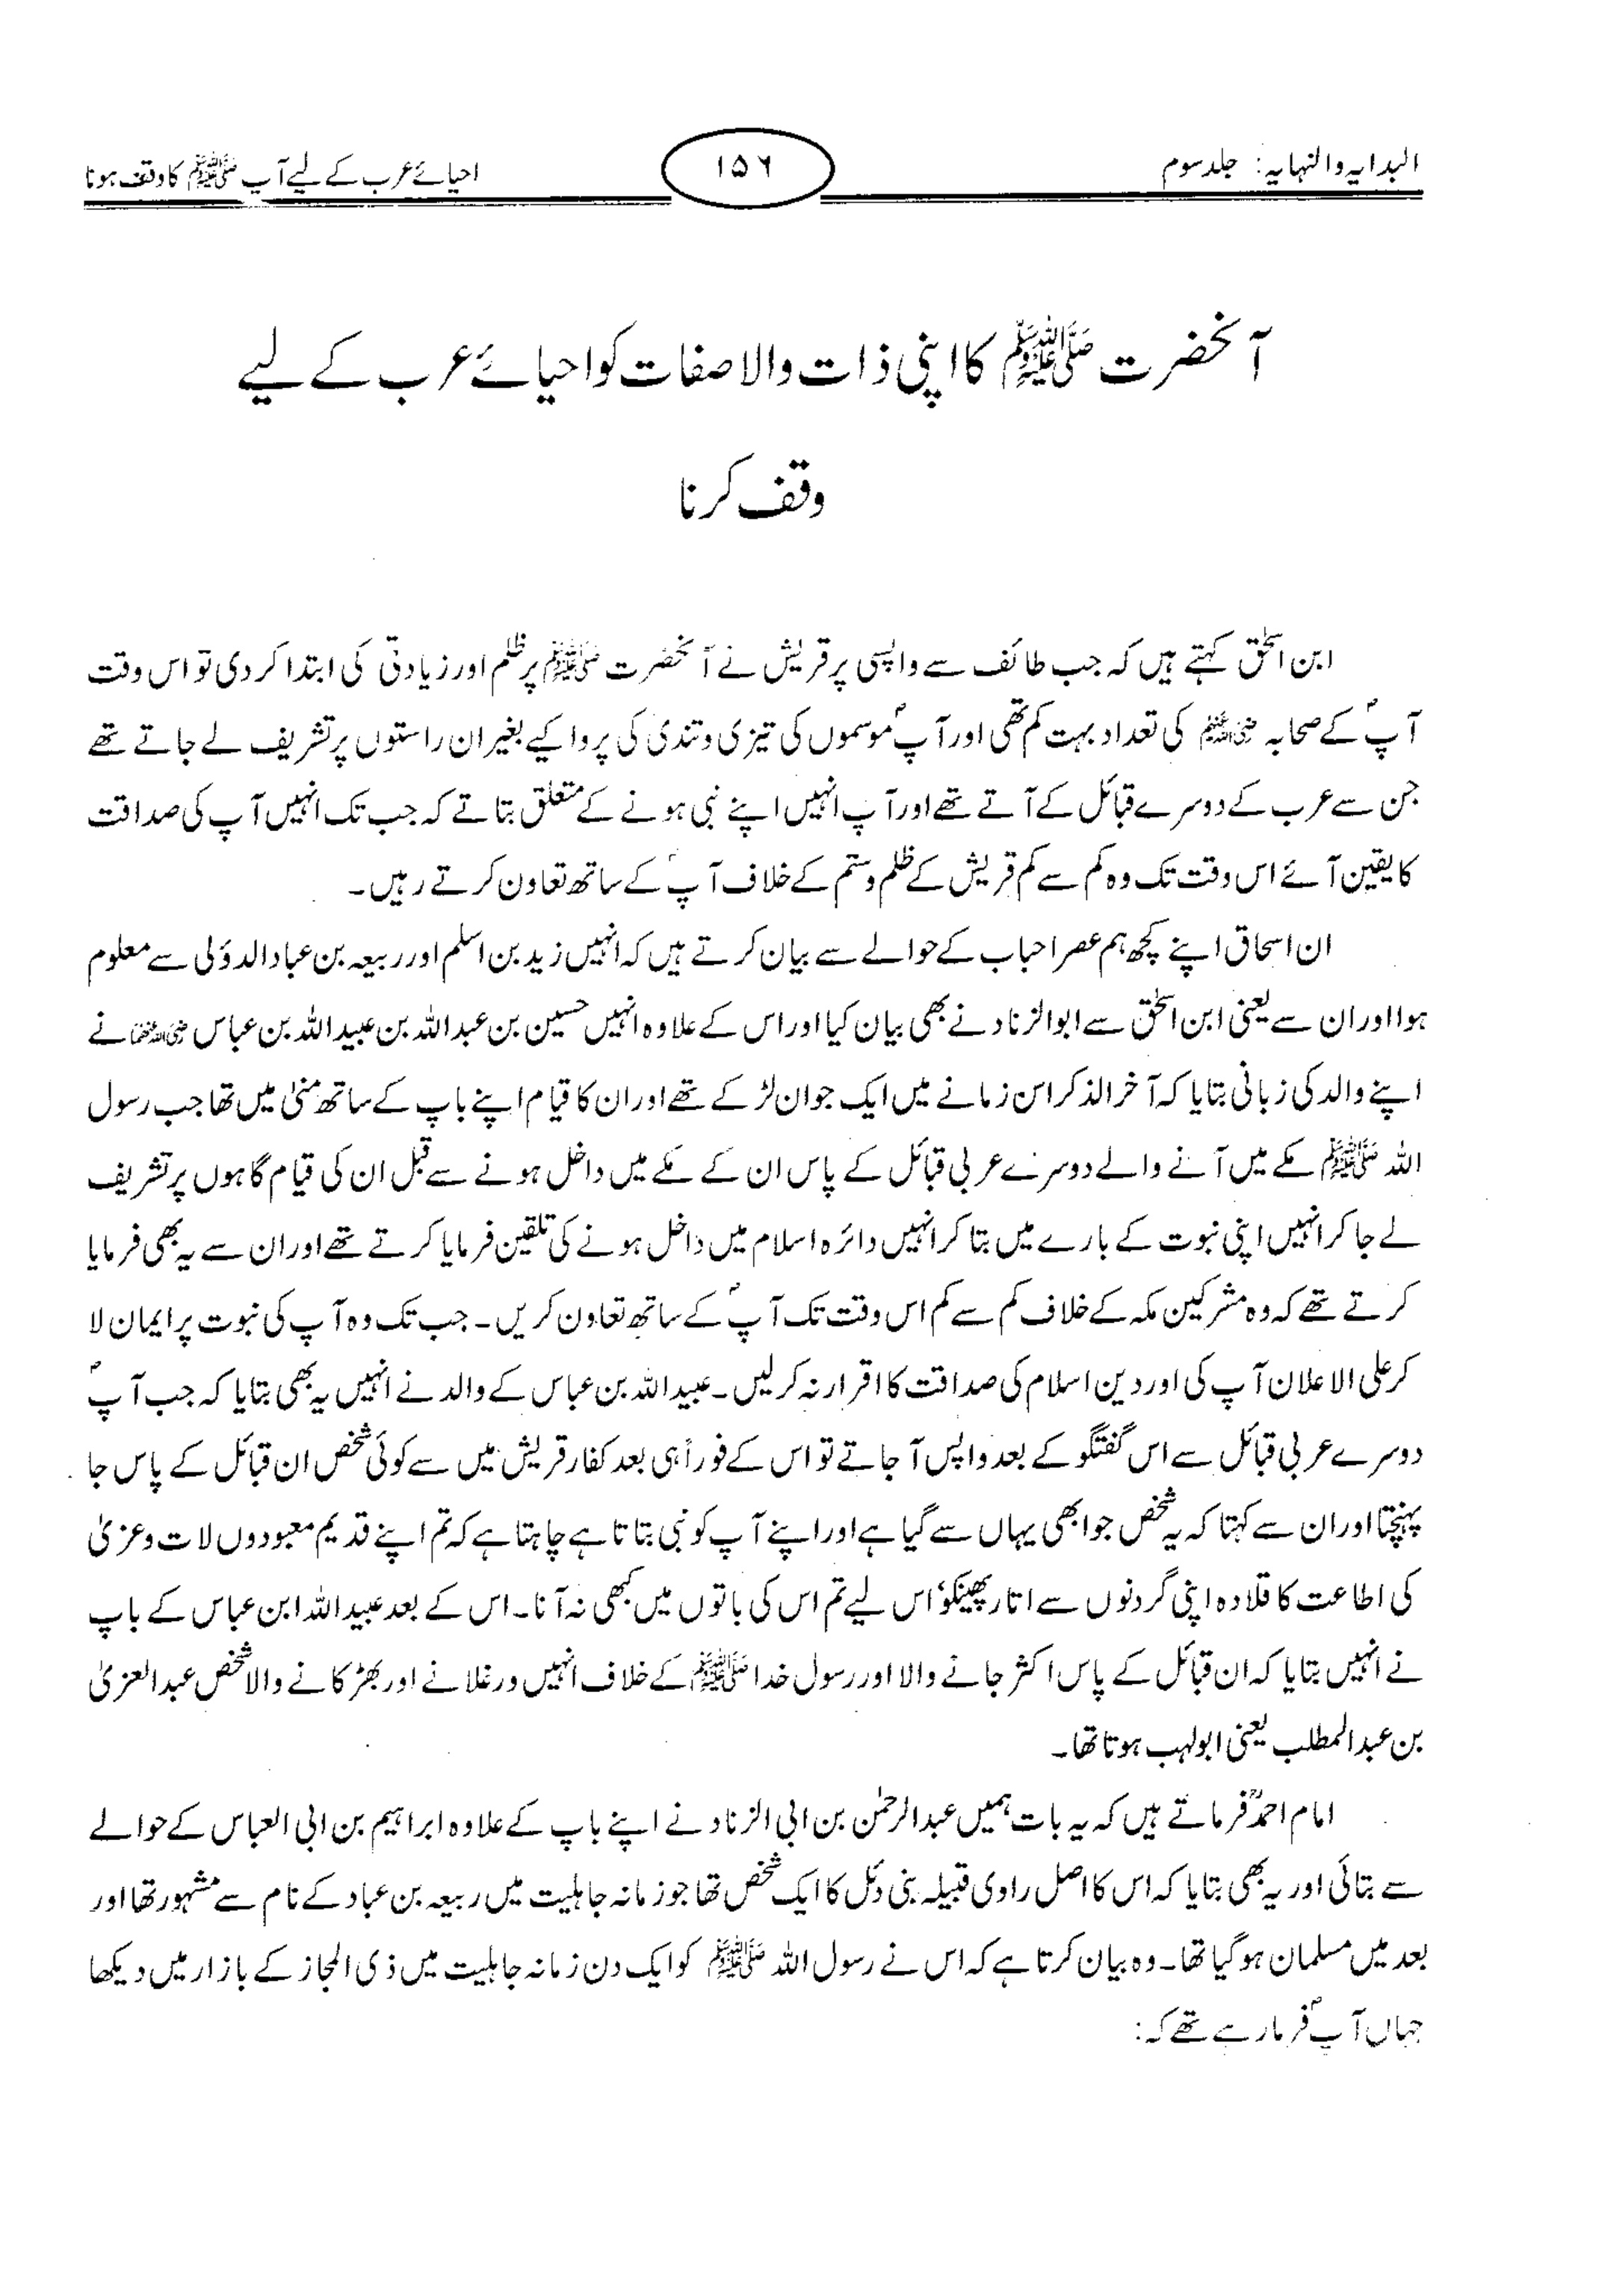 البدایہ والنہایہ: جلد سوم
۱۵۶
احیائے عرب کے لیے آپ ﷺ کا وقف ہونا
آنحضرت ﷺ کا اپنی ذات والا صفات کو احیائے عرب کے لیے
وقف کرنا
ابن اسحٰق کہتے ہیں کہ جب طائف سے واپسی پر قریش نے آنحضرت ﷺ پر ظلم اور زیادتی کی ابتدا کر دی تو اس وقت
آپؐ کے صحابہ رضی اللہ عنہم کی تعداد بہت کم تھی اور آپؐ موسموں کی تیزی و تندی کی پروا کیے بغیر ان راستوں پر تشریف لے جاتے تھے
جن سے عرب کے دوسرے قبائل کے آتے تھے اور آپ انہیں اپنے نبی ہونے کے متعلق بتاتے کہ جب تک انہیں آپ کی صداقت
کا یقین آئے اس وقت تک وہ کم سے کم قریش کے ظلم و ستم کے خلاف آپؐ کے ساتھ تعاون کرتے رہیں۔
ان اسحاق اپنے کچھ ہم عصر احباب کے حوالے سے بیان کرتے ہیں کہ انہیں زید بن اسلم اور ربیعہ بن عباد الدؤلی سے معلوم
ہوا اور ان سے یعنی ابن اسحٰق سے ابوالزناد نے بھی بیان کیا اور اس کے علاوہ انہیں حسین بن عبداللہ بن عبیداللہ بن عباس رضی اللہ عنہما نے
اپنے والد کی زبانی بتایا کہ آخر الذکر اس زمانے میں ایک جوان لڑکے تھے اور ان کا قیام اپنے باپ کے ساتھ منیٰ میں تھا جب رسول
اللہ ﷺ مکے میں آنے والے دوسرے عربی قبائل کے پاس ان کے مکے میں داخل ہونے سے قبل ان کی قیام گاہوں پر تشریف
لے جا کر انہیں اپنی نبوت کے بارے میں بتا کر انہیں دائرہ اسلام میں داخل ہونے کی تلقین فرمایا کرتے تھے اور ان سے یہ بھی فرمایا
کرتے تھے کہ وہ مشرکین مکہ کے خلاف کم سے کم اس وقت تک آپؐ کے ساتھ تعاون کریں۔ جب تک وہ آپ کی نبوت پر ایمان لا
کر علی الاعلان آپ کی اور دین اسلام کی صداقت کا اقرار نہ کر لیں۔ عبیداللہ بن عباس کے والد نے انہیں یہ بھی بتایا کہ جب آپؐ
دوسرے عربی قبائل سے اس گفتگو کے بعد واپس آ جاتے تو اس کے فوراً ہی بعد کفار قریش میں سے کوئی شخص ان قبائل کے پاس جا
پہنچتا اور ان سے کہتا کہ یہ شخص جو ابھی یہاں سے گیا ہے اور اپنے آپ کو نبی بتاتا ہے چاہتا ہے کہ تم اپنے قدیم معبودوں لات و عزیٰ
کی اطاعت کا قلادہ اپنی گردنوں سے اتار پھینکو' اس لیے تم اس کی باتوں میں کبھی نہ آنا۔ اس کے بعد عبیداللہ ابن عباس کے باپ
نے انہیں بتایا کہ ان قبائل کے پاس اکثر جانے والا اور رسول خدا ﷺ کے خلاف انہیں ورغلانے اور بھڑکانے والا شخص عبدالعزیٰ
بن عبدالمطلب یعنی ابولہب ہوتا تھا۔
امام احمدؒ فرماتے ہیں کہ یہ بات ہمیں عبدالرحمٰن بن ابی الزناد نے اپنے باپ کے علاوہ ابراہیم بن ابی العباس کے حوالے
سے بتائی اور یہ بھی بتایا کہ اس کا اصل راوی قبیلہ بنی دئل کا ایک شخص تھا جو زمانہ جاہلیت میں ربیعہ بن عباد کے نام سے مشہور تھا اور
بعد میں مسلمان ہو گیا تھا۔ وہ بیان کرتا ہے کہ اس نے رسول اللہ ﷺ کو ایک دن زمانہ جاہلیت میں ذی المجاز کے بازار میں دیکھا
جہاں آپؐ فرما رہے تھے کہ: